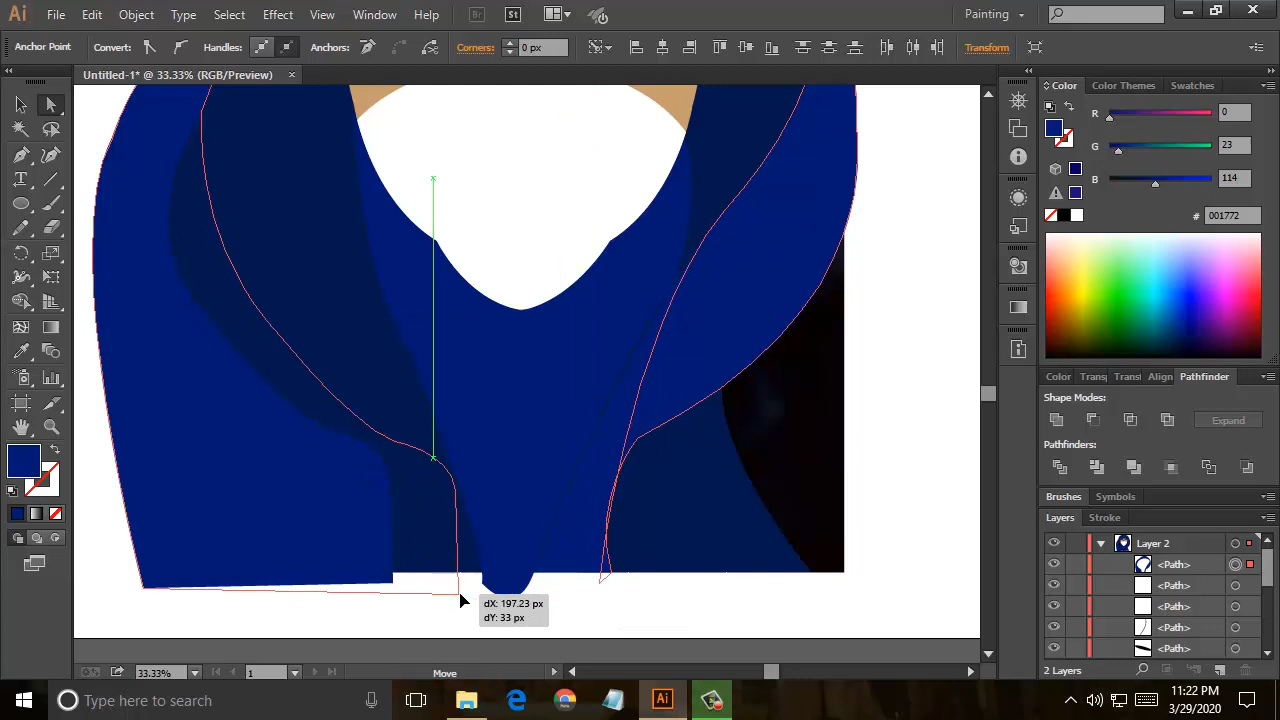 Ai File Edit Object Type Select Effect View Window Help Br St Painting
Anchor Point Convert: Handles: Anchors: Corners: 0 px Transform
Untitled-1* @ 33.33% (RGB/Preview)
Color Color Themes Swatches
R 0
G 23
B 114
# 001772
Color Trans Trans Align Pathfinder
Shape Modes:
Expand
Pathfinders:
Brushes Symbols
Layers Stroke
Layer 2
<Path>
<Path>
<Path>
<Path>
<Path>
dX: 197.23 px
dY: 33 px
33.33% 1 Move
2 Layers
Type here to search
Ai
11:22 PM
3/29/2020